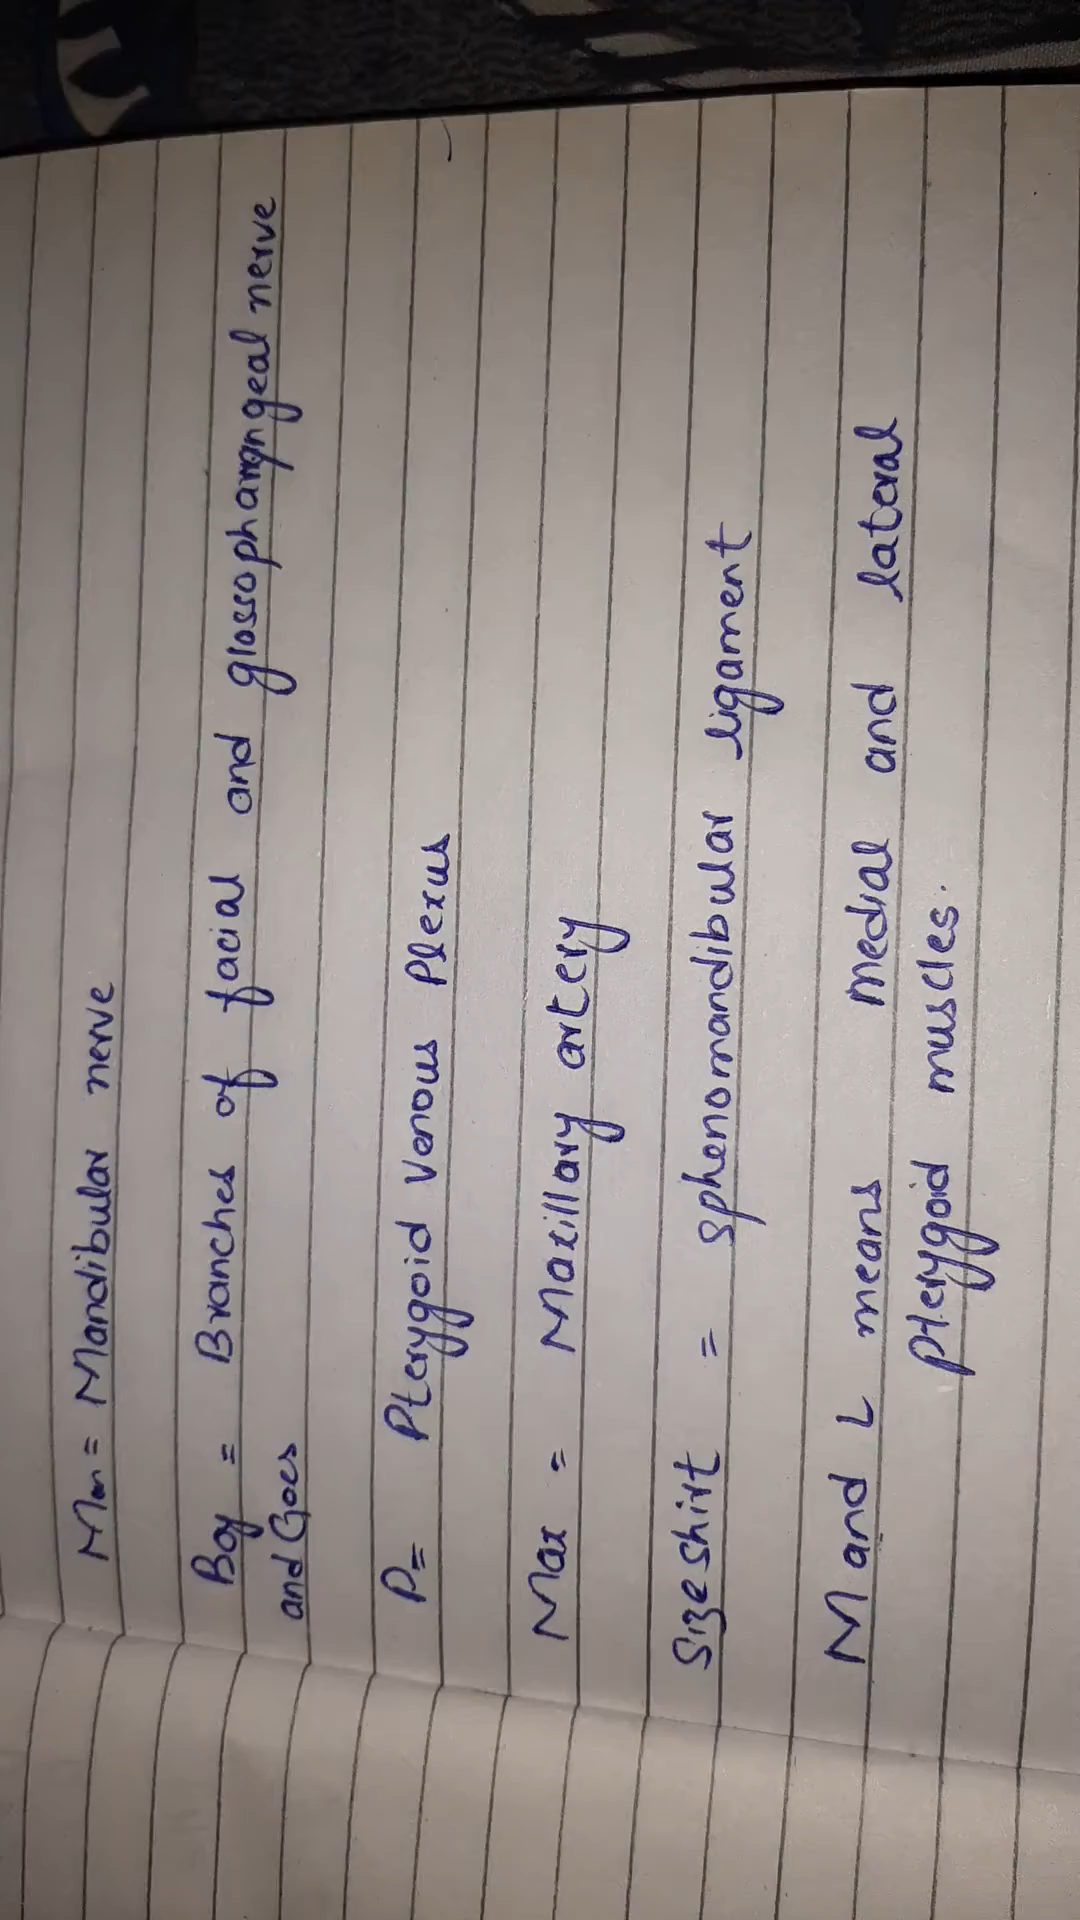 Man = Mandibular nerve
Boy = Branches of facial and glossopharangeal nerve
and Goes
P= Pterygoid Venous Plexus
Max = Maxillary artery
Size shirt = sphenomandibular ligament
M and L means Medial and lateral
Pterygoid muscles.